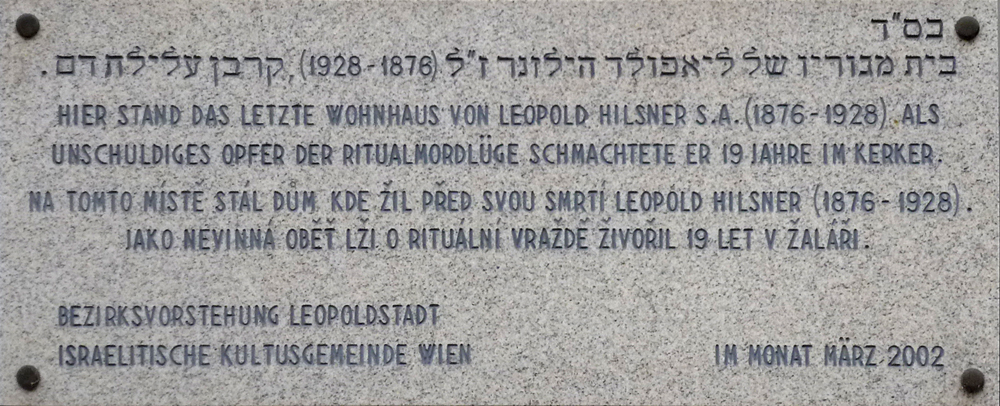 בס"ד
בית מגוריו של ליאפולד הילזנר ז"ל (1876-1928), קרבן עלילת דם.
HIER STAND DAS LETZTE WOHNHAUS VON LEOPOLD HILSNER S.A. (1876-1928). ALS
UNSCHULDIGES OPFER DER RITUALMORDLÜGE SCHMACHTETE ER 19 JAHRE IM KERKER.
NA TOMTO MÍSTĚ STÁL DŮM, KDE ŽIL PŘED SVOU SMRTÍ LEOPOLD HILSNER (1876-1928).
JAKO NEVINNÁ OBĚŤ LŽI O RITUÁLNÍ VRAŽDĚ ŽIVOŘIL 19 LET V ŽALÁŘI.
BEZIRKSVORSTEHUNG LEOPOLDSTADT
ISRAELITISCHE KULTUSGEMEINDE WIEN IM MONAT MÄRZ 2002